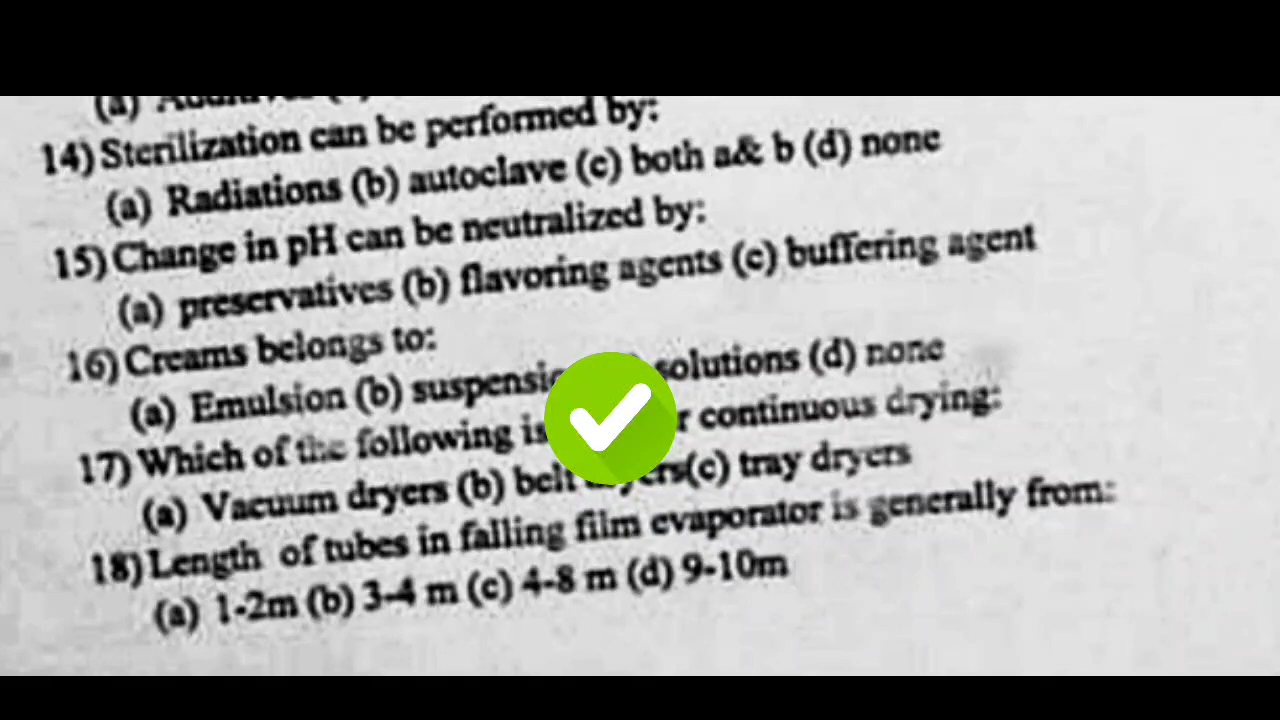 (a)
14) Sterilization can be performed by:
(a) Radiations (b) autoclave (c) both a& b (d) none
15) Change in pH can be neutralized by:
(a) preservatives (b) flavoring agents (c) buffering agent
16) Creams belongs to:
(a) Emulsion (b) solutions (d) none
17) Which of the following is continuous drying:
(a) Vacuum dryers (b) belt (c) tray dryers
18) Length of tubes in falling film evaporator is generally from:
(a) 1-2m (b) 3-4 m (c) 4-8 m (d) 9-10m